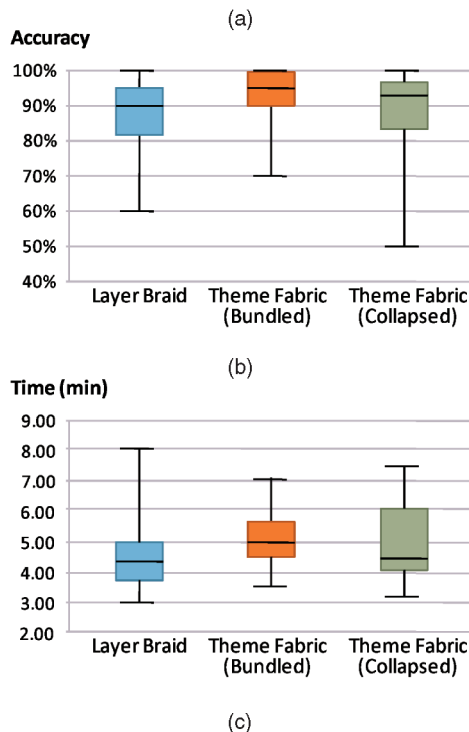 (a)
Accuracy
100%
90%
80%
70%
60%
50%
40%
Layer Braid
Theme Fabric
(Bundled)
Theme Fabric
(Collapsed)
(b)
Time (min)
9.00
8.00
7.00
6.00
5.00
4.00
3.00
2.00
Layer Braid
Theme Fabric
(Bundled)
Theme Fabric
(Collapsed)
(c)